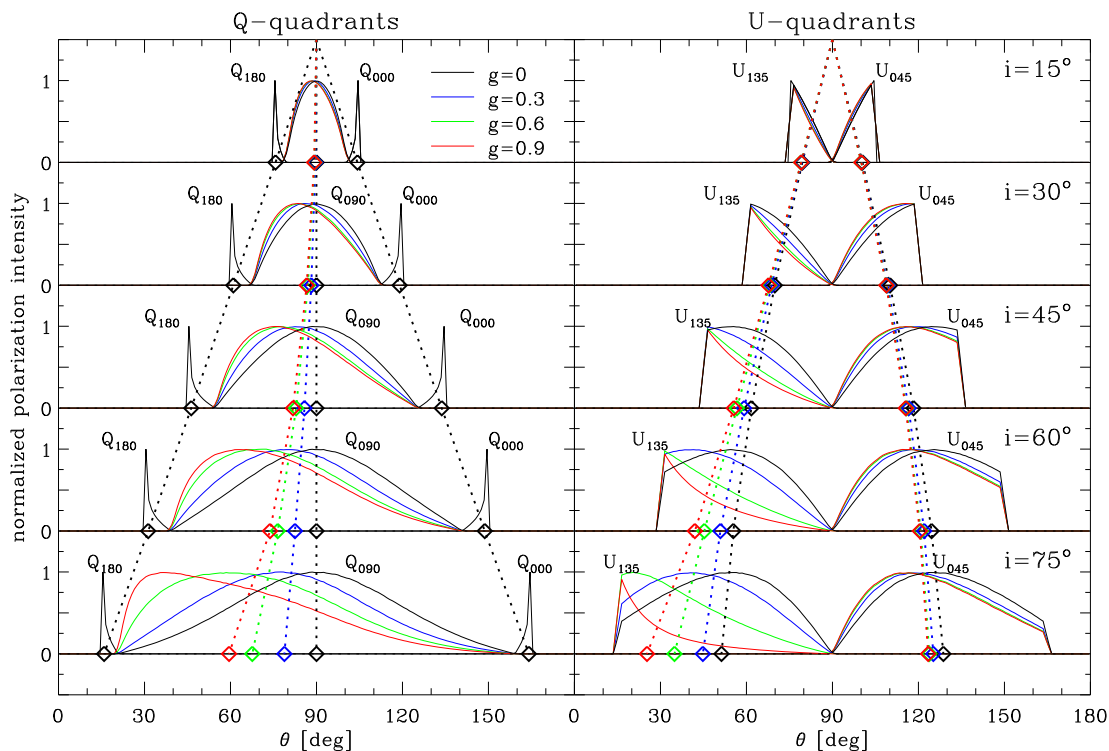 Q-quadrants
U-quadrants
normalized polarization intensity
1
0
Q180
Q000
g=0
g=0.3
g=0.6
g=0.9
U135
U045
i=15°
1
0
Q180
Q090
Q000
U135
U045
i=30°
1
0
Q180
Q090
Q000
U135
U045
i=45°
1
0
Q180
Q090
Q000
U135
U045
i=60°
1
0
Q180
Q090
Q000
U135
U045
i=75°
0 30 60 90 120 150
0 30 60 90 120 150 180
θ [deg]
θ [deg]